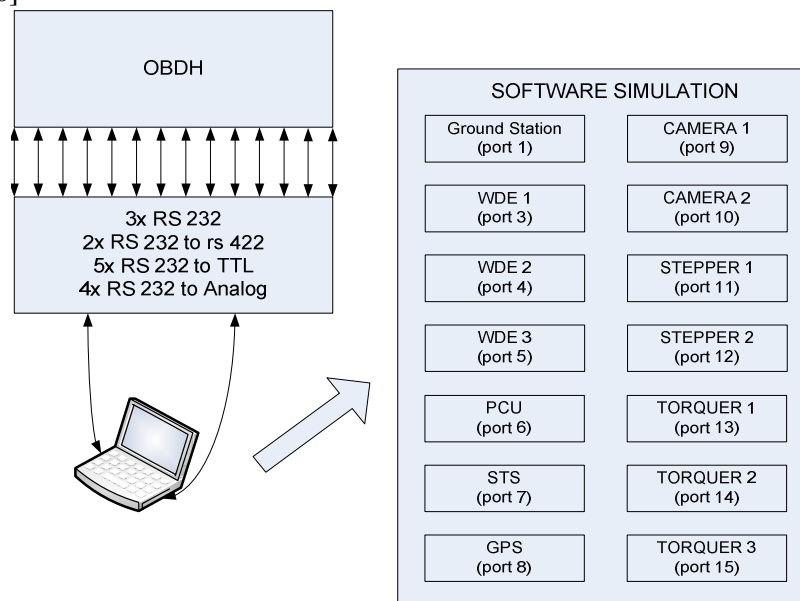 OBDH
3x RS 232
2x RS 232 to rs 422
5x RS 232 to TTL
4x RS 232 to Analog
SOFTWARE SIMULATION
Ground Station
(port 1)
WDE 1
(port 3)
WDE 2
(port 4)
WDE 3
(port 5)
PCU
(port 6)
STS
(port 7)
GPS
(port 8)
CAMERA 1
(port 9)
CAMERA 2
(port 10)
STEPPER 1
(port 11)
STEPPER 2
(port 12)
TORQUER 1
(port 13)
TORQUER 2
(port 14)
TORQUER 3
(port 15)